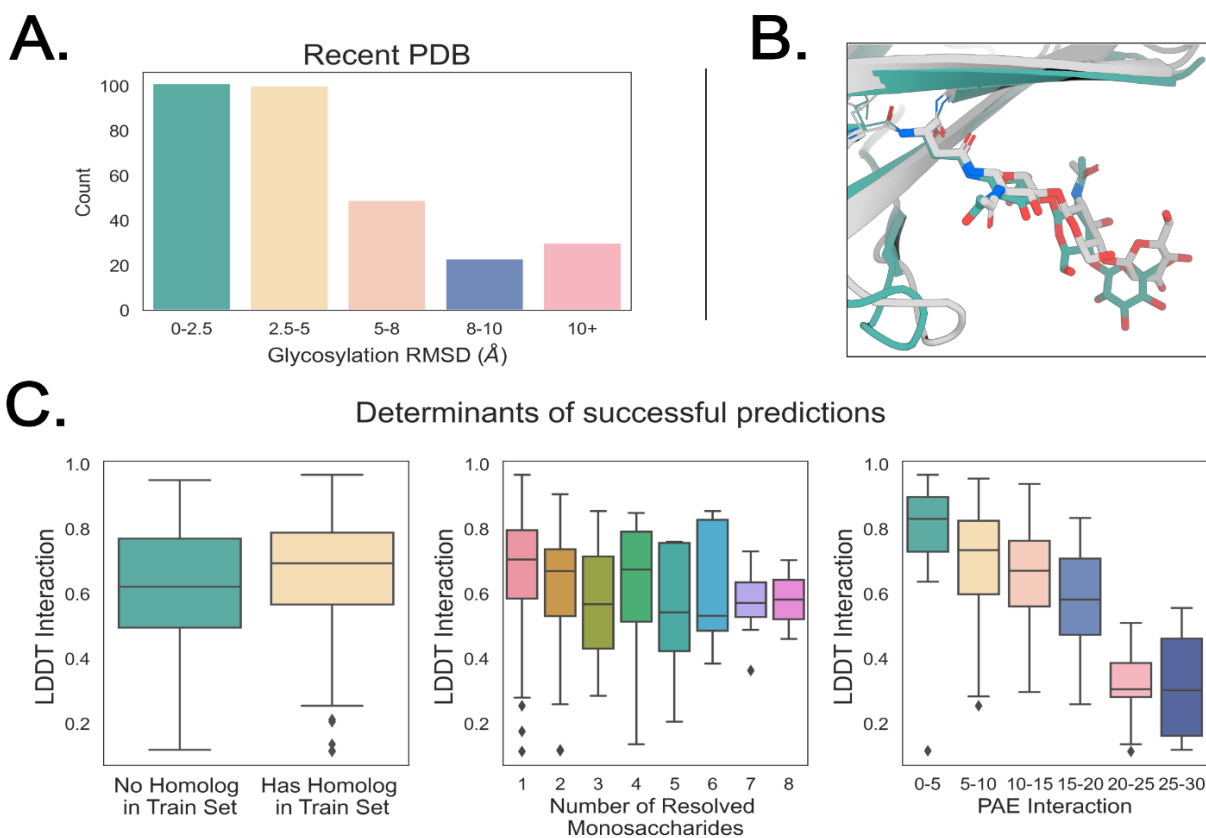 A.
Recent PDB
Count
100
80
60
40
20
0
0-2.5 2.5-5 5-8 8-10 10+
Glycosylation RMSD (Å)
B.
C.
Determinants of successful predictions
LDDT Interaction
1.0
0.8
0.6
0.4
0.2
No Homolog
in Train Set
Has Homolog
in Train Set
LDDT Interaction
1.0
0.8
0.6
0.4
0.2
1 2 3 4 5 6 7 8
Number of Resolved
Monosaccharides
LDDT Interaction
1.0
0.8
0.6
0.4
0.2
0-5 5-10 10-15 15-20 20-25 25-30
PAE Interaction